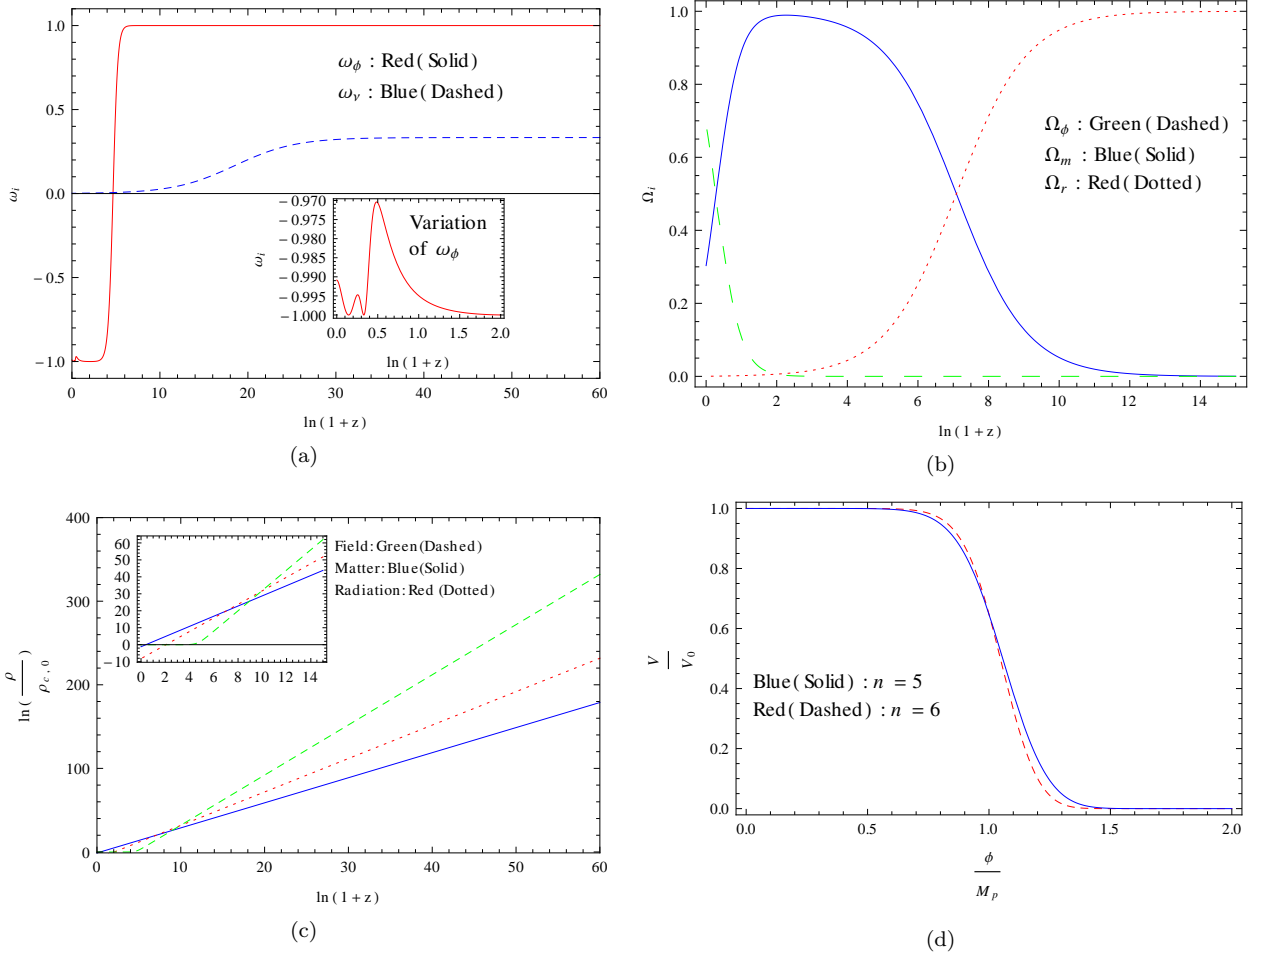 1.0
0.5
0.0
−0.5
−1.0
ω_i
ω_ϕ : Red(Solid)
ω_ν : Blue(Dashed)
−0.970
−0.975
−0.980
−0.985
−0.990
−0.995
−1.000
ω_i
Variation
of ω_ϕ
0.0 0.5 1.0 1.5 2.0
ln(1+z)
0 10 20 30 40 50 60
ln(1+z)
(a)
1.0
0.8
0.6
0.4
0.2
0.0
Ω_i
Ω_ϕ : Green(Dashed)
Ω_m : Blue(Solid)
Ω_r : Red(Dotted)
0 2 4 6 8 10 12 14
ln(1+z)
(b)
400
300
200
100
0
ln(ρ/ρ_{c,0})
60
50
40
30
20
10
0
−10
0 2 4 6 8 10 12 14
Field:Green(Dashed)
Matter:Blue(Solid)
Radiation:Red(Dotted)
0 10 20 30 40 50 60
ln(1+z)
(c)
1.0
0.8
0.6
0.4
0.2
0.0
V/V_0
Blue(Solid):n = 5
Red(Dashed):n = 6
0.0 0.5 1.0 1.5 2.0
ϕ/M_p
(d)